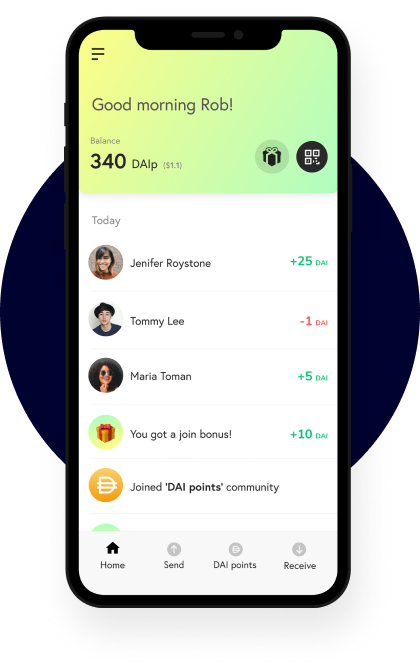 Good morning Rob!
Balance
340 DAIp ($1.1)
Today
Jenifer Roystone +25 DAI
Tommy Lee -1 DAI
Maria Toman +5 DAI
You got a join bonus! +10 DAI
Joined 'DAI points' community
Home Send DAI points Receive